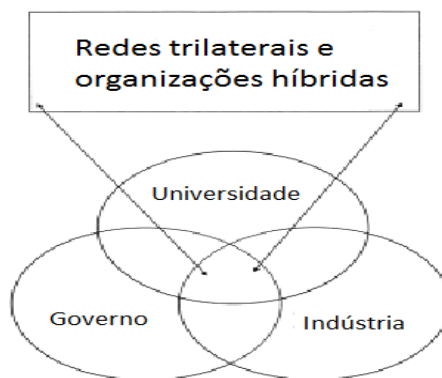 Redes trilaterais e
organizações híbridas
Universidade
Governo
Indústria